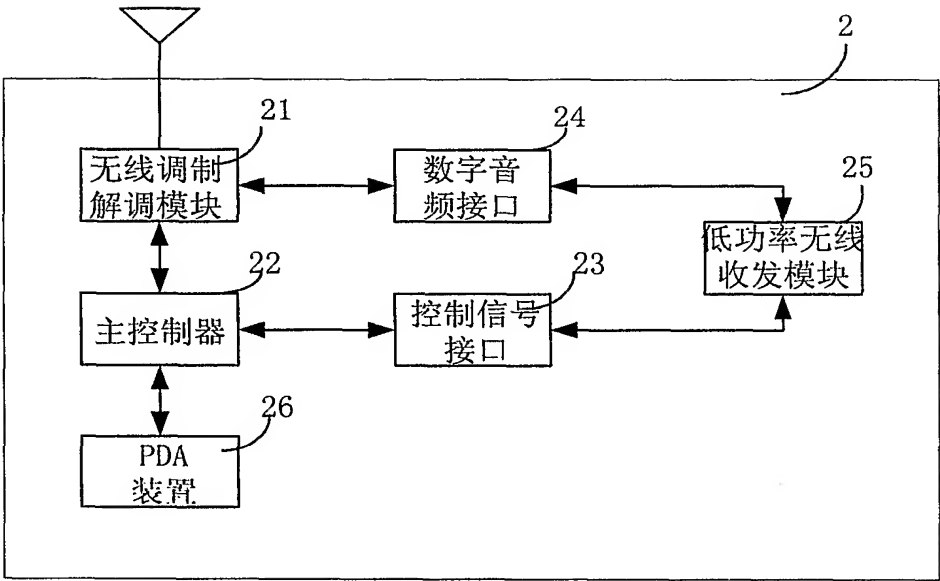 2
21
无线调制
解调模块
24
数字音
频接口
25
低功率无线
收发模块
22
主控制器
23
控制信号
接口
26
PDA
装置